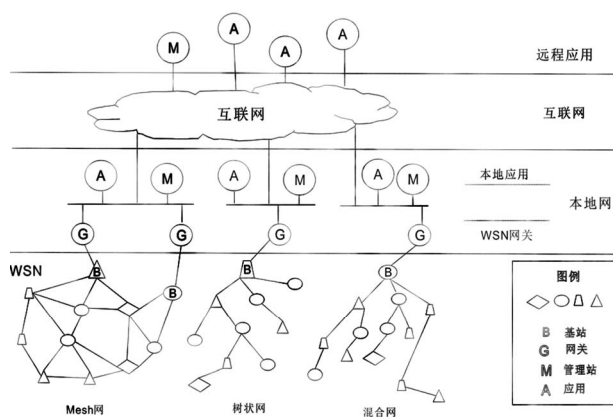 M A A A 远程应用
互联网 互联网
A M A M A M 本地应用
本地网
G G G G WSN网关
WSN B B B B
图例
B 基站
G 网关
M 管理站
A 应用
Mesh网 树状网 混合网